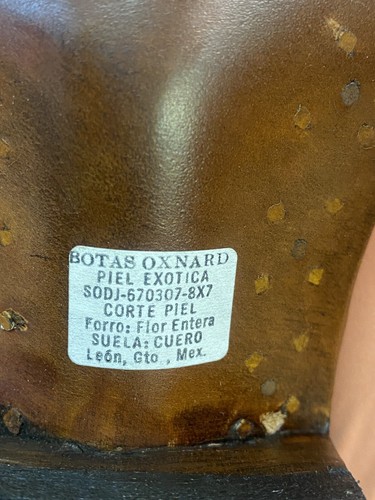 BOTAS OXNARD
PIEL EXOTICA
SODJ-670307-8X7
CORTE PIEL
Forro: Flor Entera
SUELA: CUERO
León, Gto., Mex.